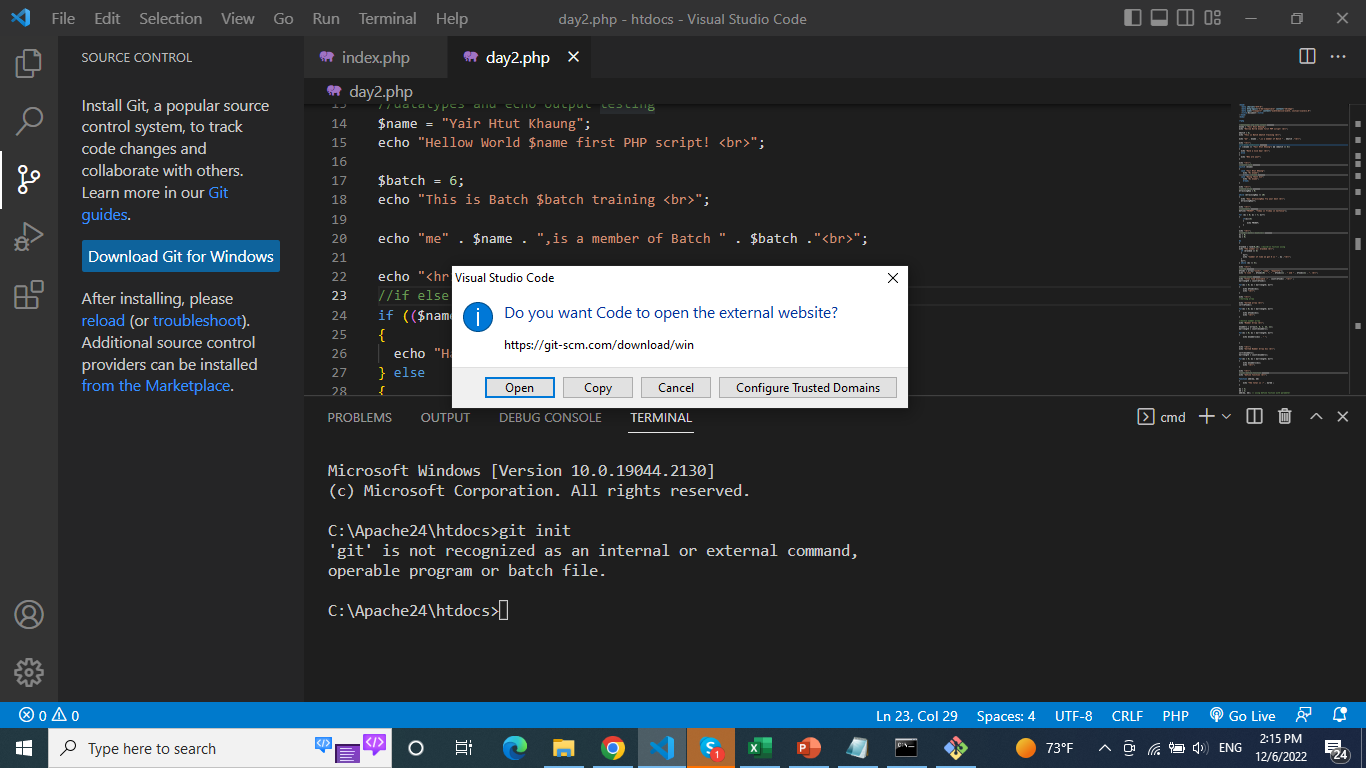 File Edit Selection View Go Run Terminal Help
day2.php - htdocs - Visual Studio Code
SOURCE CONTROL
Install Git, a popular source
control system, to track
code changes and
collaborate with others.
Learn more in our Git
guides.
Download Git for Windows
After installing, please
reload (or troubleshoot).
Additional source control
providers can be installed
from the Marketplace.
index.php
day2.php
day2.php
13 //datatypes and echo output testing
14 $name = "Yair Htut Khaung";
15 echo "Hellow World $name first PHP script! <br>";
16
17 $batch = 6;
18 echo "This is Batch $batch training <br>";
19
20 echo "me" . $name . ",is a member of Batch " . $batch ."<br>";
21
22 echo "<hr
23 //if else
24 if (($nam
25 {
26 echo "H
27 } else
28 {
Visual Studio Code
Do you want Code to open the external website?
https://git-scm.com/download/win
Open Copy Cancel Configure Trusted Domains
PROBLEMS OUTPUT DEBUG CONSOLE TERMINAL
cmd
Microsoft Windows [Version 10.0.19044.2130]
(c) Microsoft Corporation. All rights reserved.
C:\Apache24\htdocs>git init
'git' is not recognized as an internal or external command,
operable program or batch file.
C:\Apache24\htdocs>
0 0
Ln 23, Col 29 Spaces: 4 UTF-8 CRLF PHP Go Live
Type here to search
1
73°F
ENG
2:15 PM
12/6/2022
24